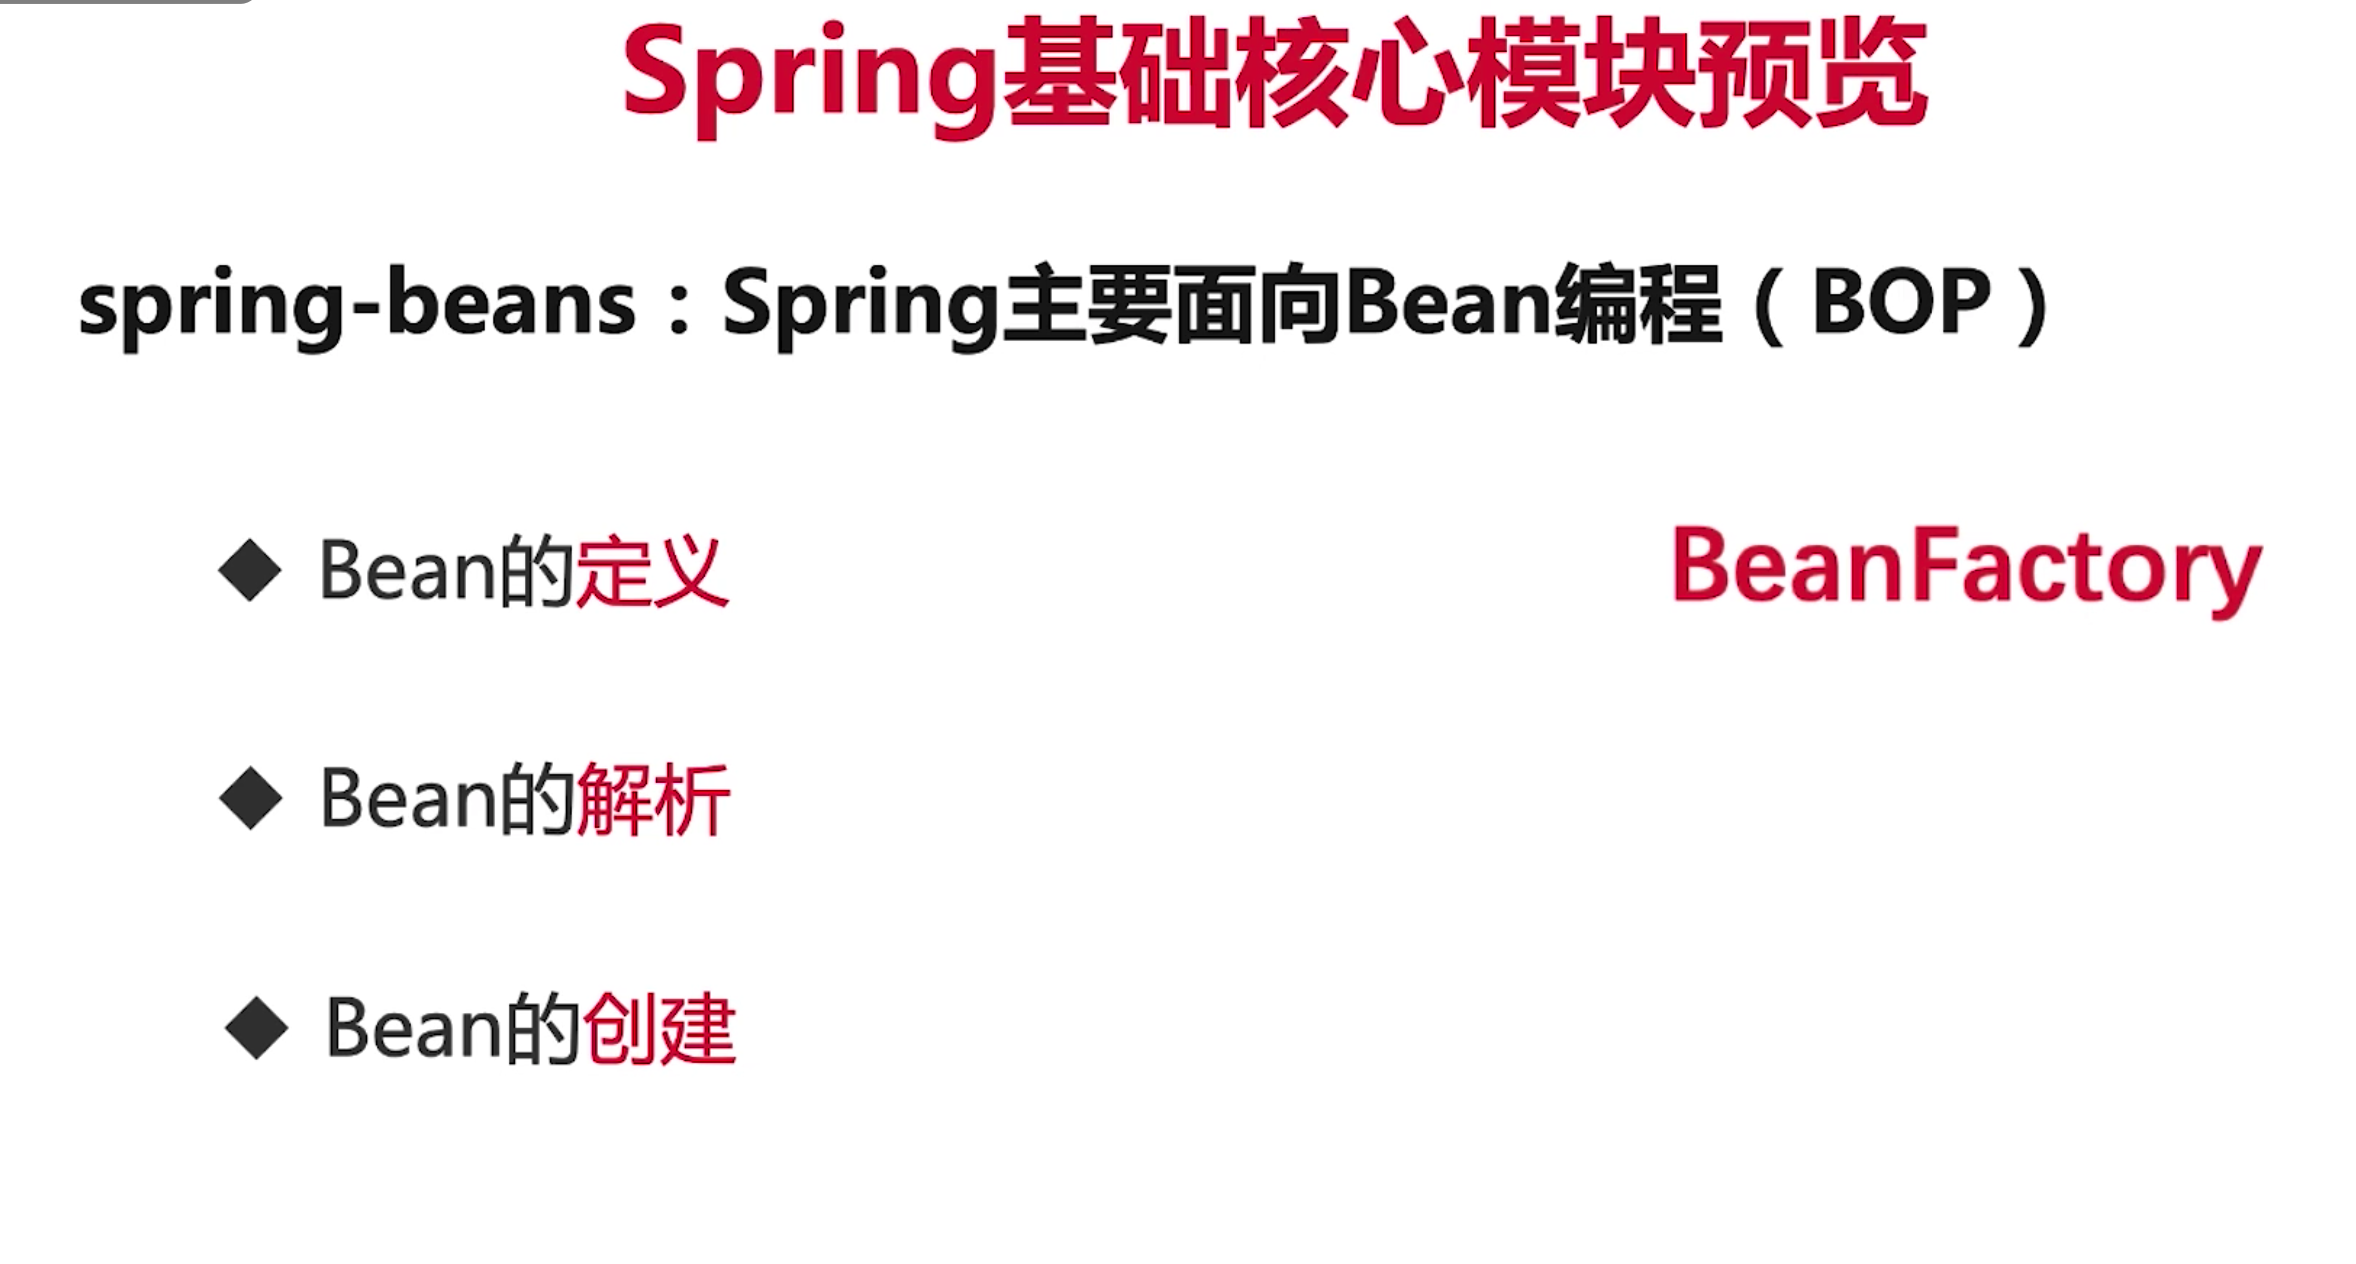 Spring基础核心模块预览
spring-beans：Spring主要面向Bean编程（BOP）
◆ Bean的定义
BeanFactory
◆ Bean的解析
◆ Bean的创建